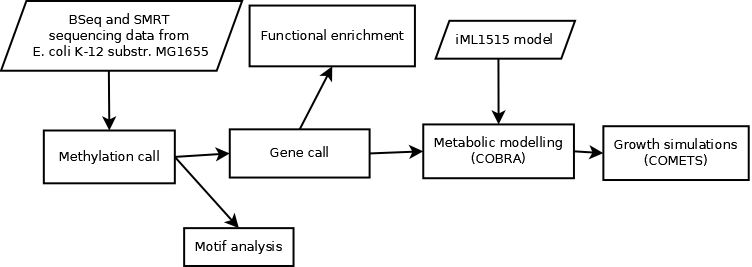 BSeq and SMRT
sequencing data from
E. coli K-12 substr. MG1655
Functional enrichment
iML1515 model
Methylation call
Gene call
Metabolic modelling
(COBRA)
Growth simulations
(COMETS)
Motif analysis